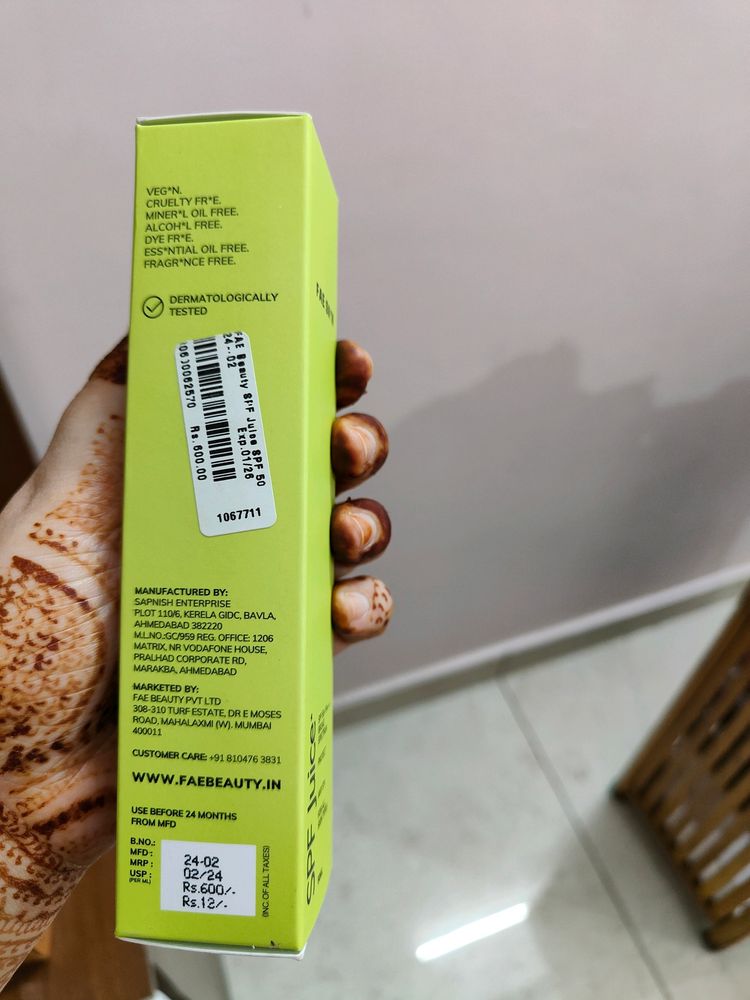 VEG*N.
CRUELTY FR*E.
MINER*L OIL FREE.
ALCOH*L FREE.
DYE FR*E.
ESS*NTIAL OIL FREE.
FRAGR*NCE FREE.
DERMATOLOGICALLY
TESTED
FAE Beauty SPF Juice SPF 50
24-02 Exp.01/26
Rs.600.00
1067711
MANUFACTURED BY:
SAPNISH ENTERPRISE
PLOT 110/6, KERELA GIDC, BAVLA,
AHMEDABAD 382220
M.L.NO.:GC/959 REG. OFFICE: 1206
MATRIX, NR VODAFONE HOUSE,
PRALHAD CORPORATE RD,
MARAKBA, AHMEDABAD
MARKETED BY:
FAE BEAUTY PVT LTD
308-310 TURF ESTATE, DR E MOSES
ROAD, MAHALAXMI (W). MUMBAI
400011
CUSTOMER CARE: +91 810476 3831
WWW.FAEBEAUTY.IN
USE BEFORE 24 MONTHS
FROM MFD
B.NO.: 24-02
MFD : 02/24
MRP : Rs.600/-
USP : Rs.12/-
(PER ML)
(INC. OF ALL TAXES)
SPF Juice